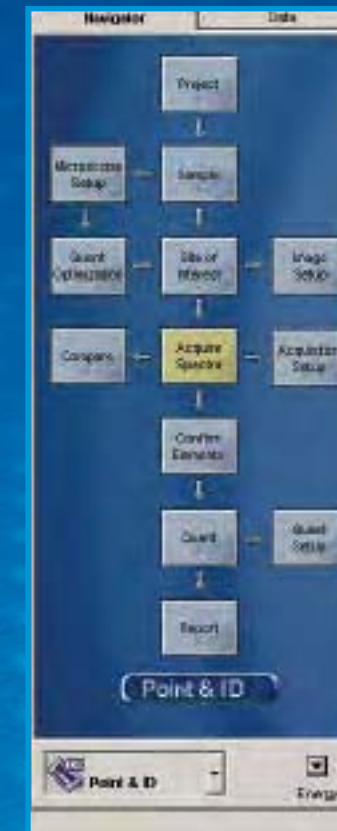 Navigator Data
Project
Microscope
Setup
Sample
Quant
Optimization
Site of
Interest
Image
Setup
Compare
Acquire
Spectra
Acquisition
Setup
Confirm
Elements
Quant
Quant
Setup
Report
Point & ID
Point & ID
Energy